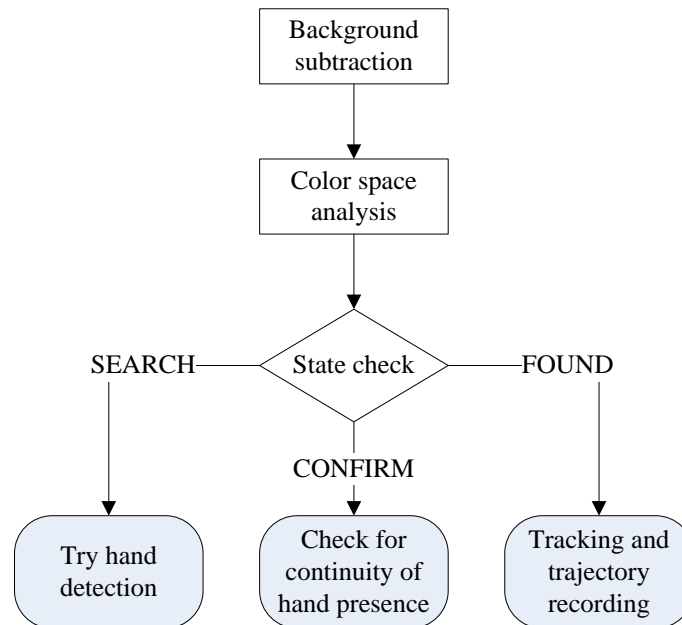 Background
subtraction
Color space
analysis
State check
SEARCH
FOUND
CONFIRM
Try hand
detection
Check for
continuity of
hand presence
Tracking and
trajectory
recording